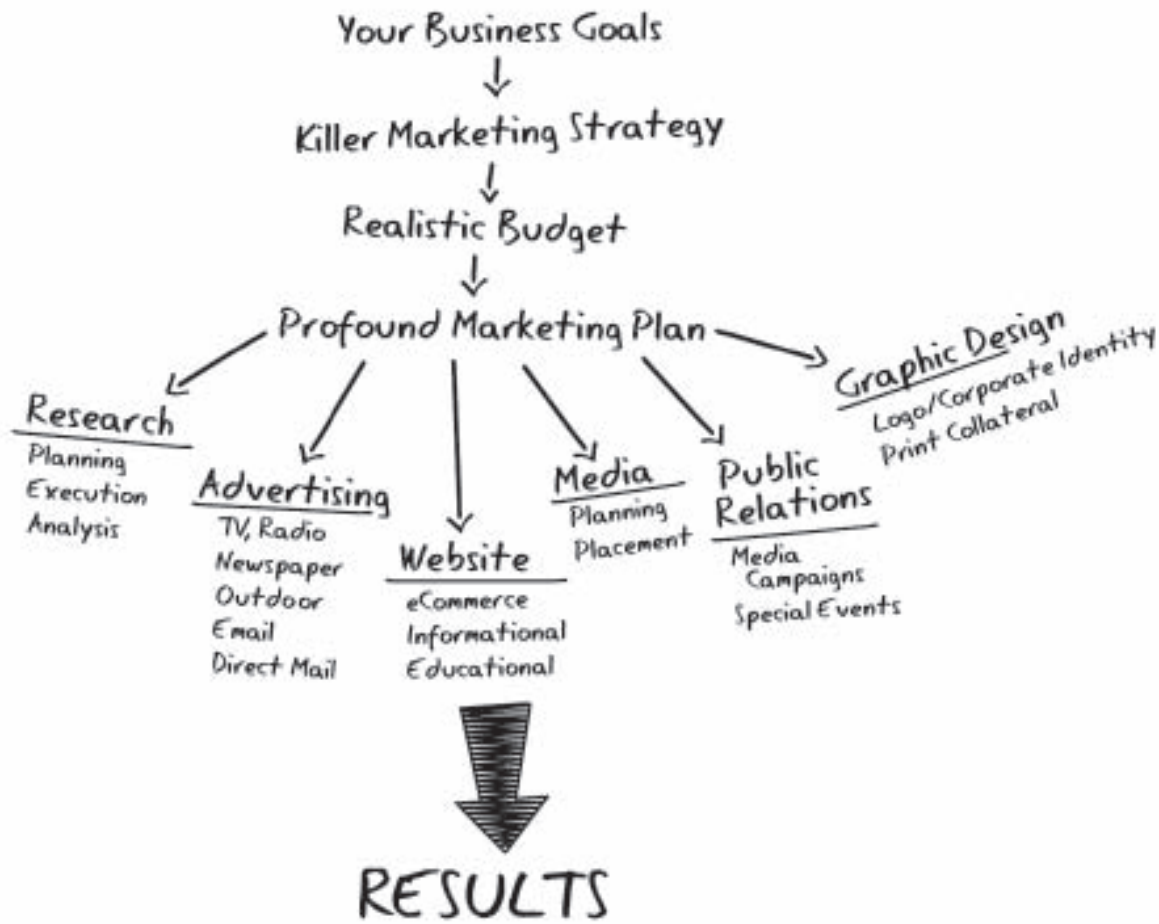 Your Business Goals
Killer Marketing Strategy
Realistic Budget
Profound Marketing Plan
Research
Planning
Execution
Analysis
Advertising
TV, Radio
Newspaper
Outdoor
Email
Direct Mail
Website
eCommerce
Informational
Educational
Media
Planning
Placement
Public
Relations
Media
Campaigns
Special Events
Graphic Design
Logo/Corporate Identity
Print Collateral
RESULTS